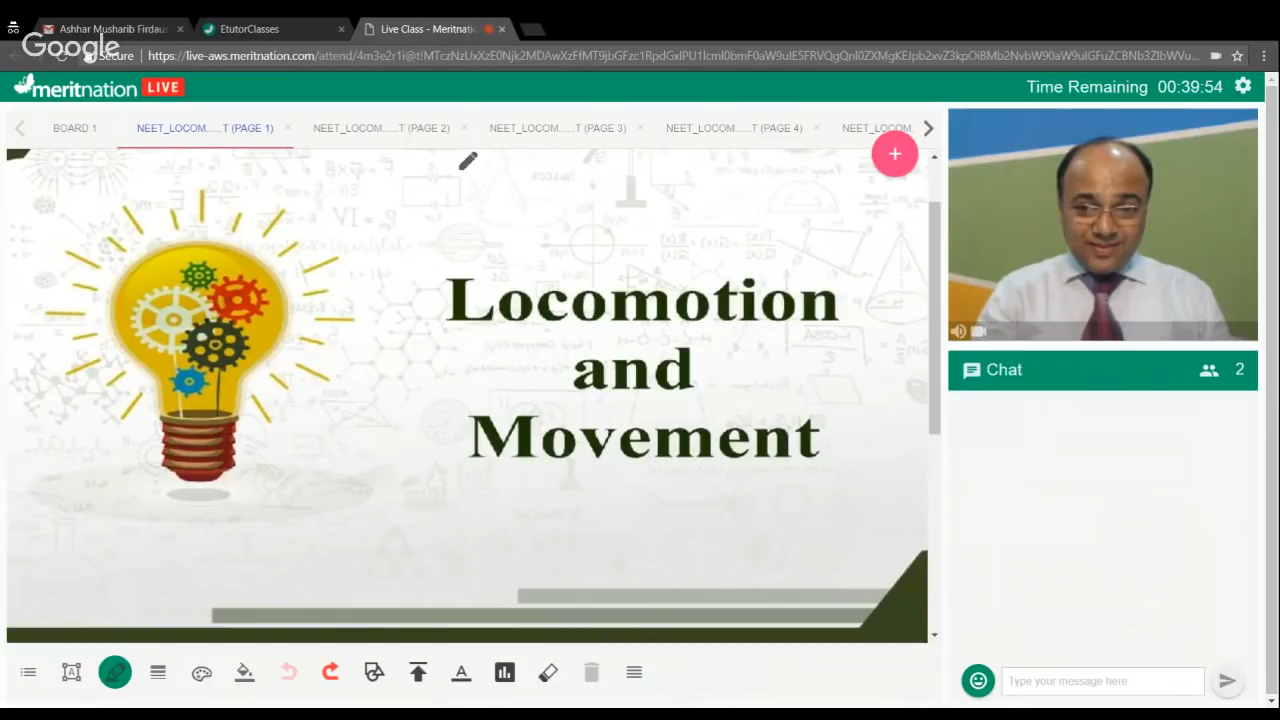 Ashhar Musharib Firdaus
EtutorClasses
Live Class - Meritnatio
Google
Secure
https://live-aws.meritnation.com/attend/
meritnation LIVE
Time Remaining 00:39:54
BOARD 1
NEET_LOCOM......T (PAGE 1)
NEET_LOCOM......T (PAGE 2)
NEET_LOCOM......T (PAGE 3)
NEET_LOCOM......T (PAGE 4)
NEET_LOCOM.
+
Locomotion
and
Movement
Chat
2
Type your message here